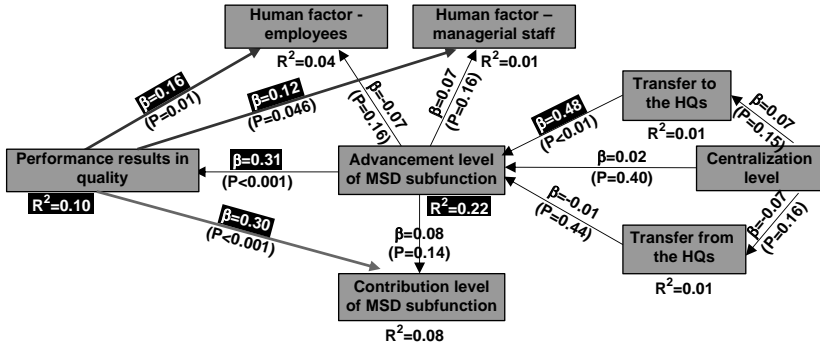 Human factor -
employees
R²=0.04
Human factor –
managerial staff
R²=0.01
β=0.16
(P=0.01)
β=0.12
(P=0.046)
β=-0.07
(P=0.16)
β=0.07
(P=0.16)
Transfer to
the HQs
R²=0.01
β=0.48
(P<0.01)
β=0.07
(P=0.15)
Performance results in
quality
R²=0.10
β=0.31
(P<0.001)
Advancement level
of MSD subfunction
R²=0.22
β=0.02
(P=0.40)
Centralization
level
β=0.30
(P<0.001)
β=0.08
(P=0.14)
β=-0.01
(P=0.44)
β=-0.07
(P=0.16)
Transfer from
the HQs
R²=0.01
Contribution level
of MSD subfunction
R²=0.08